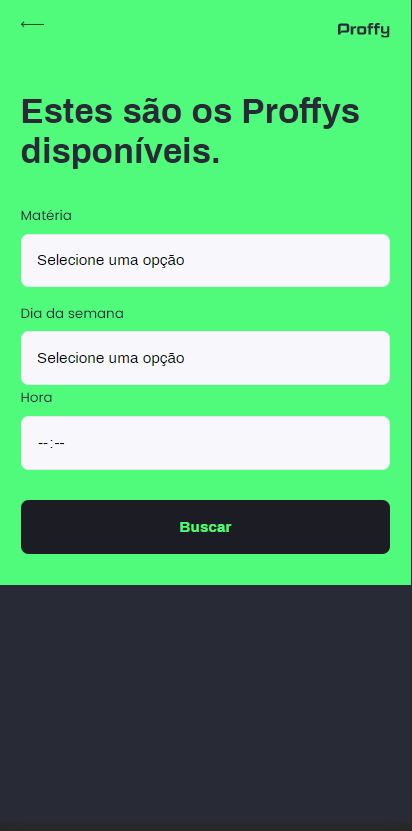 Proffy
Estes são os Proffys
disponíveis.
Matéria
Selecione uma opção
Dia da semana
Selecione uma opção
Hora
--:--
Buscar